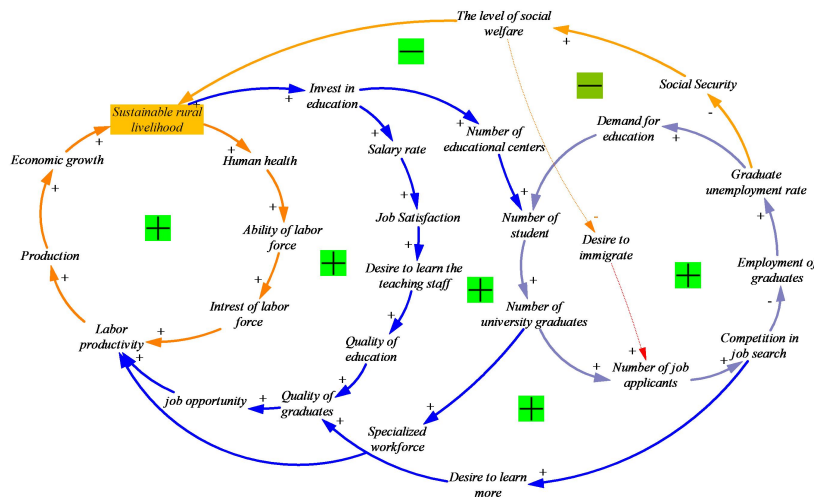 The level of social
welfare
Invest in
education
Social Security
Sustainable rural
livelihood
Demand for
education
Number of
educational centers
Salary rate
Economic growth
Human health
Graduate
unemployment rate
Job Satisfaction
Number of
student
Ability of labor
force
Desire to
immigrate
Production
Desire to learn the
teaching staff
Employment of
graduates
Intrest of labor
force
Number of
university graduates
Labor
productivity
Quality of
education
Competition in
job search
Number of job
applicants
job opportunity
Quality of
graduates
Specialized
workforce
Desire to learn
more